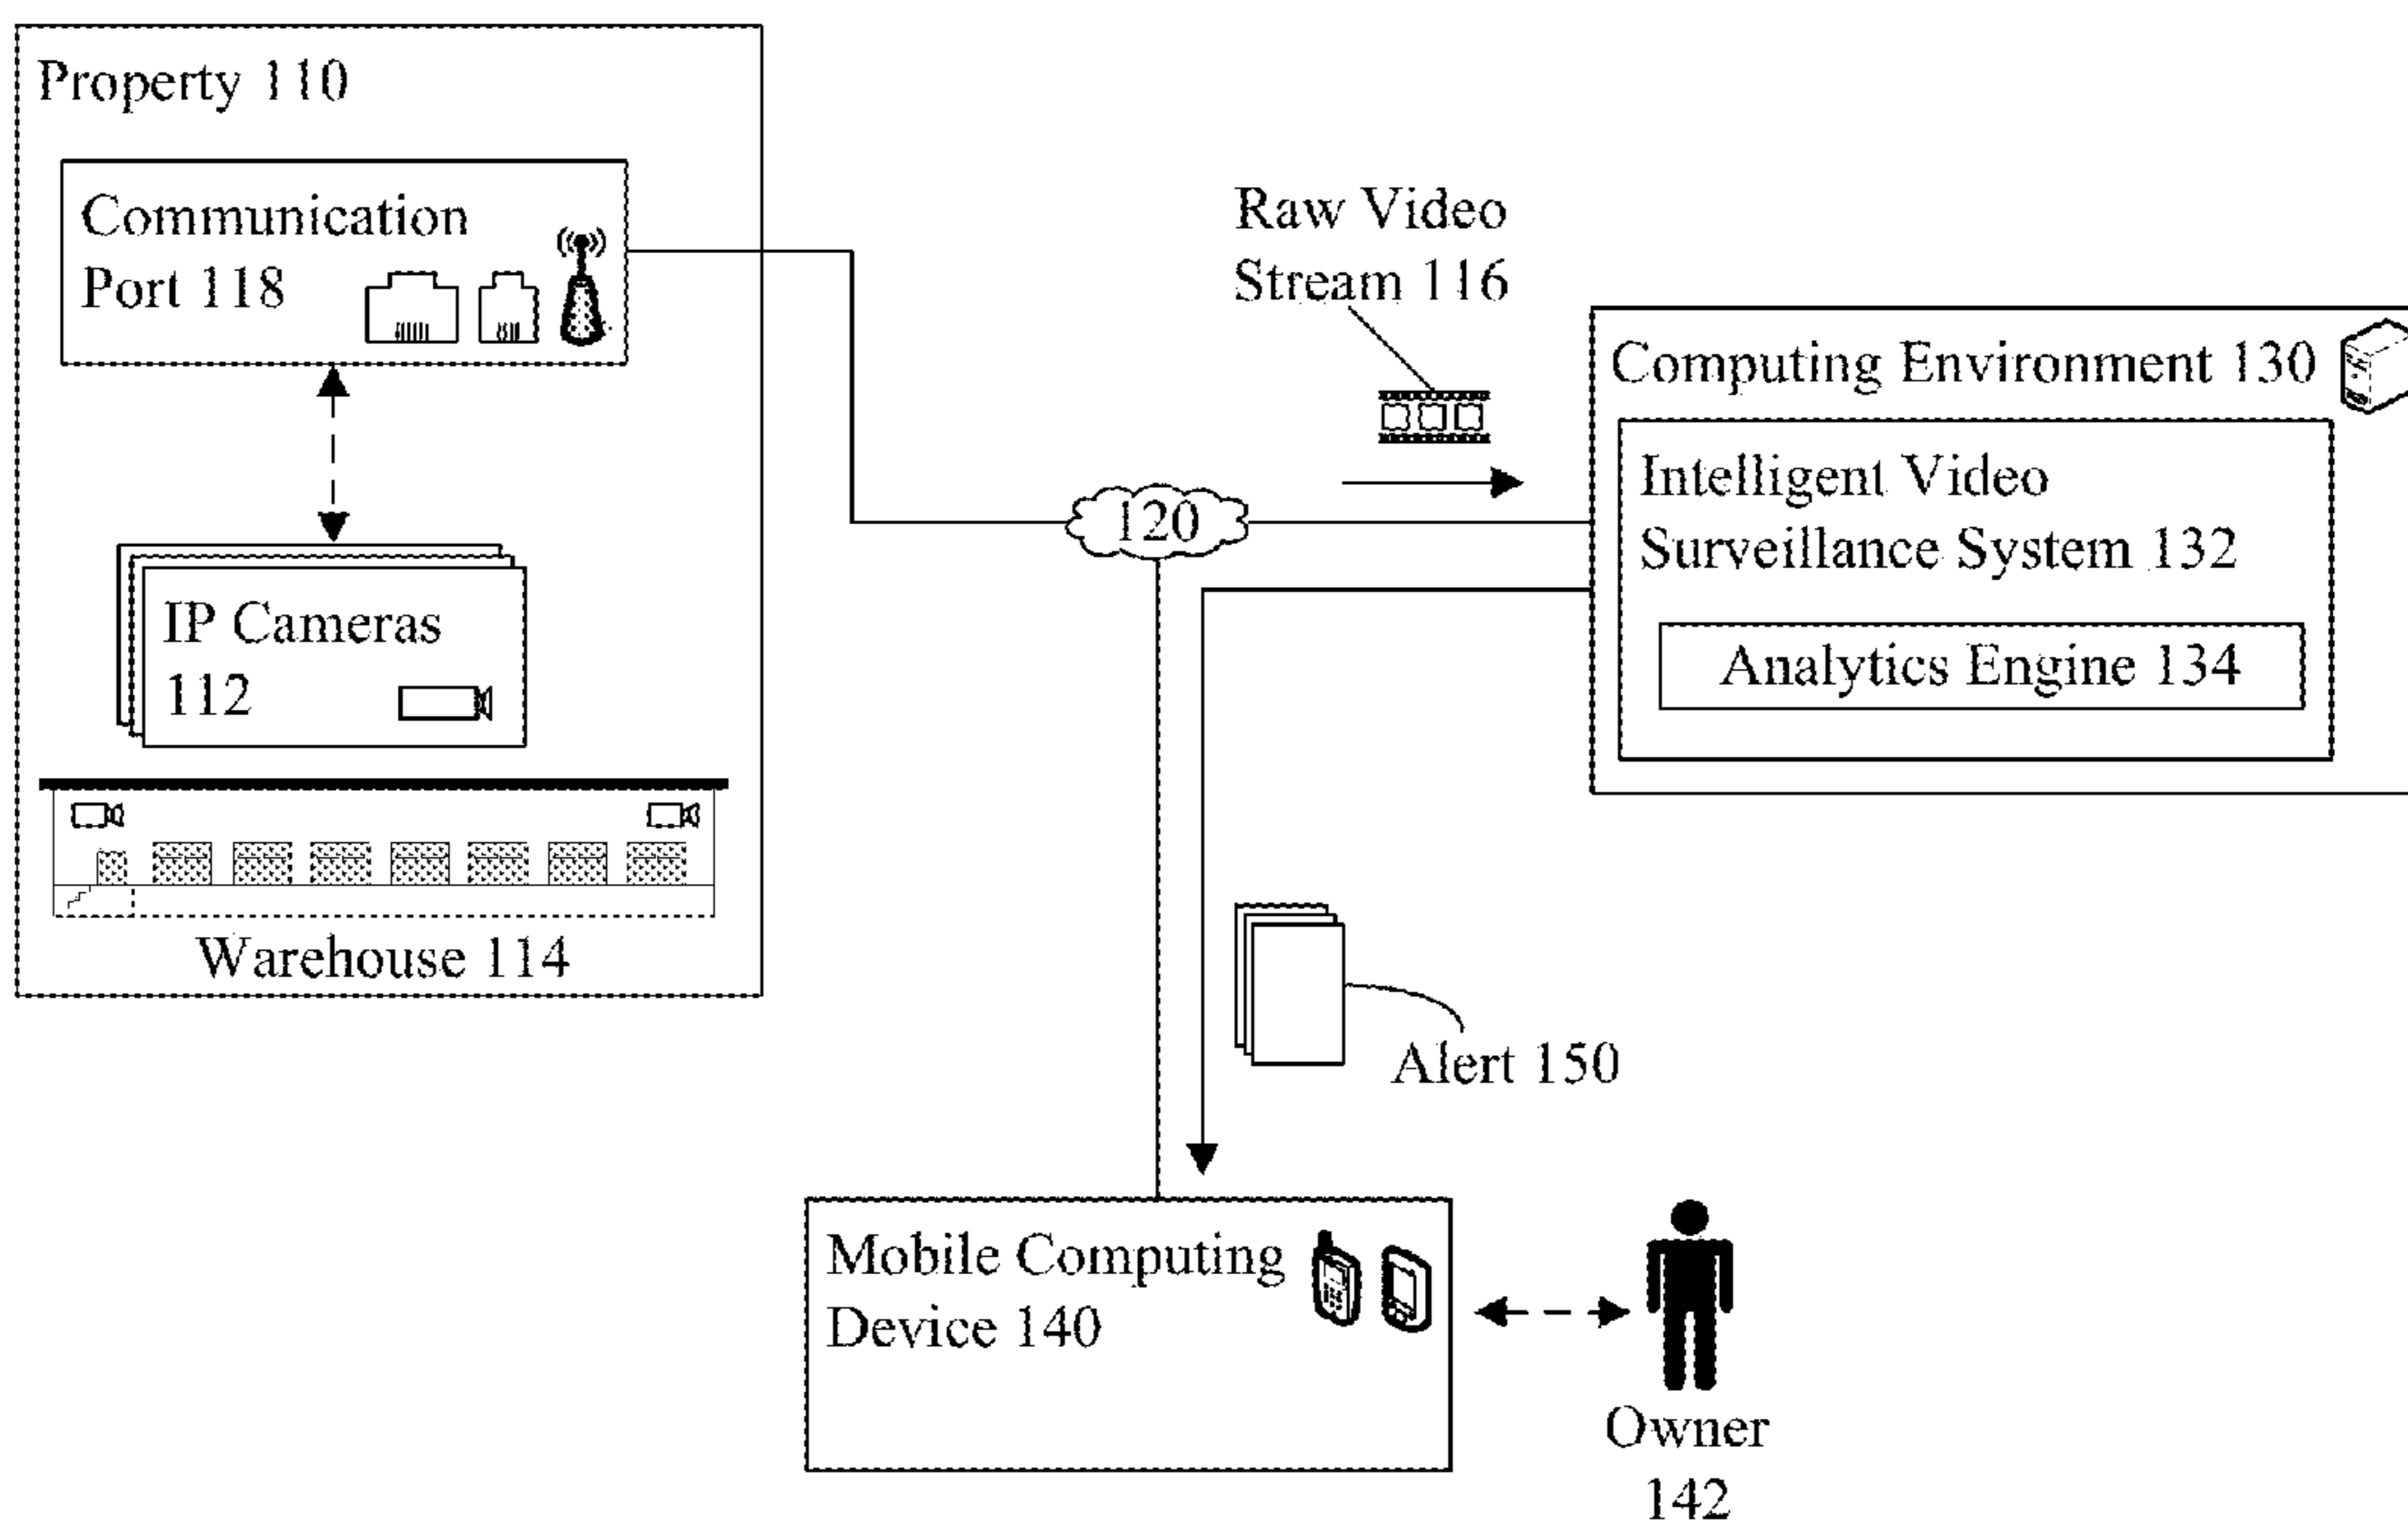 Property 110
Communication
Port 118
IP Cameras
112
Warehouse 114
Raw Video
Stream 116
120
Computing Environment 130
Intelligent Video
Surveillance System 132
Analytics Engine 134
Alert 150
Mobile Computing
Device 140
Owner
142